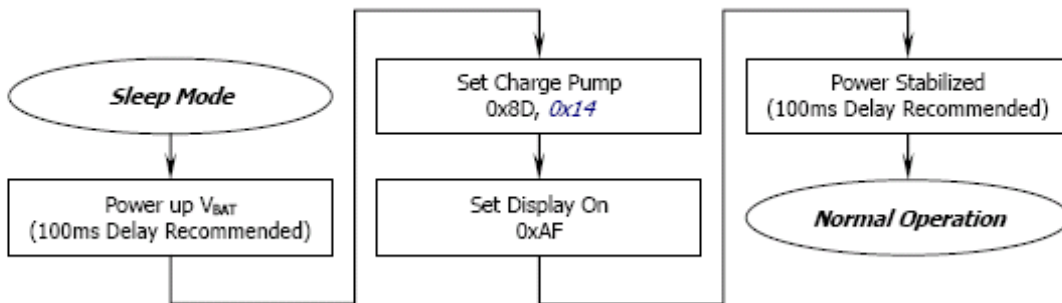 Sleep Mode
Power up VBAT
(100ms Delay Recommended)
Set Charge Pump
0x8D, 0x14
Set Display On
0xAF
Power Stabilized
(100ms Delay Recommended)
Normal Operation